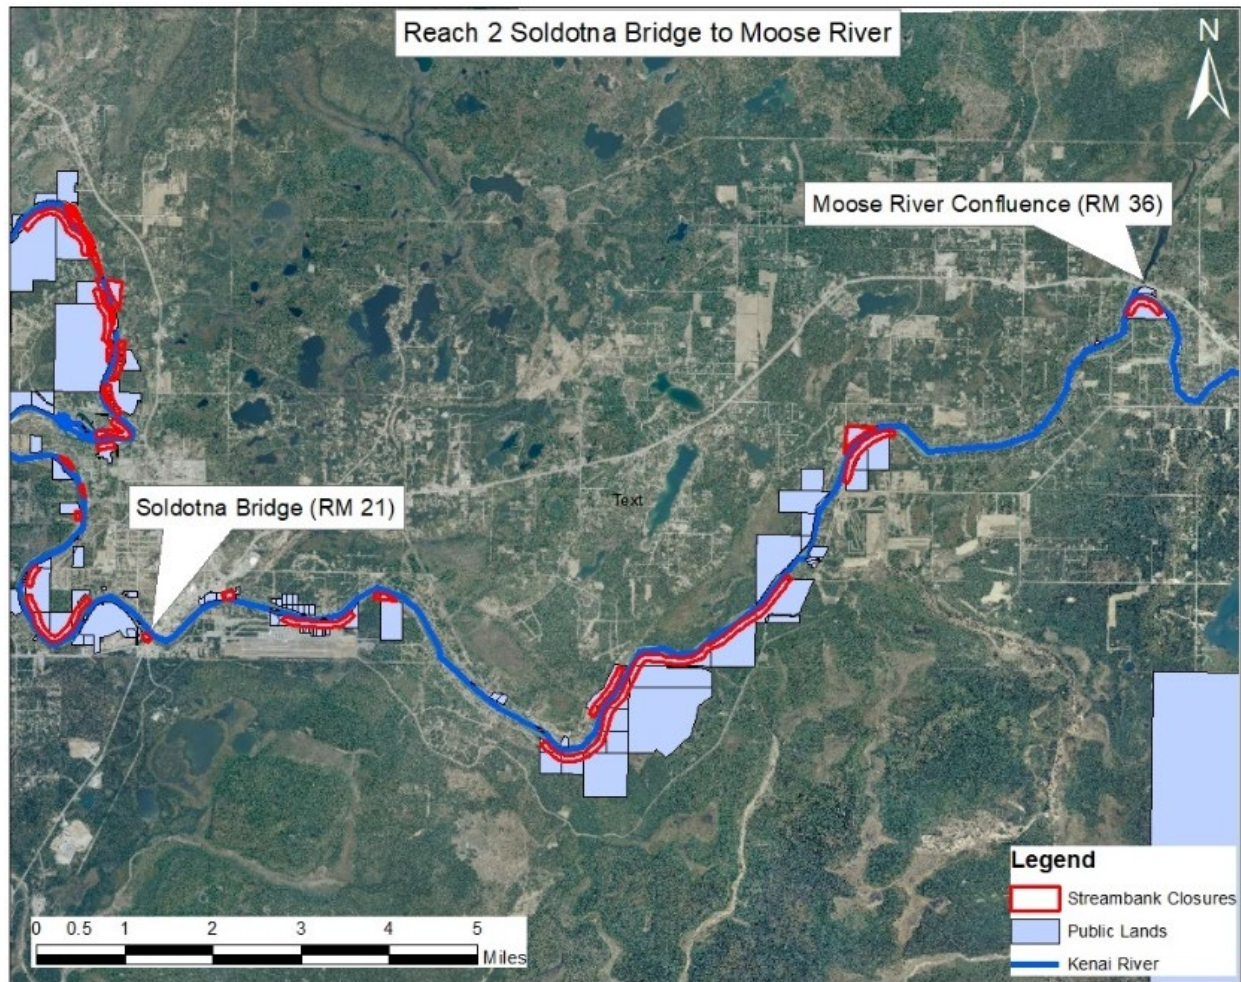 Reach 2 Soldotna Bridge to Moose River
N
Moose River Confluence (RM 36)
Text
Soldotna Bridge (RM 21)
Legend
Streambank Closures
Public Lands
Kenai River
0 0.5 1 2 3 4 5
Miles